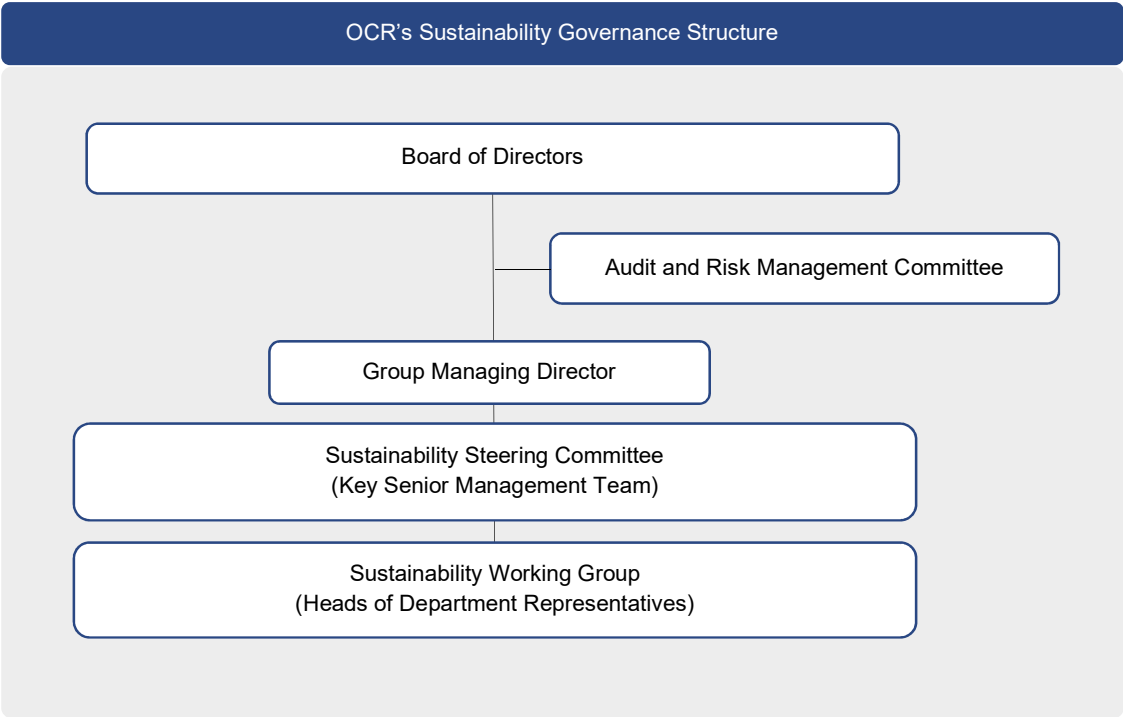 OCR’s Sustainability Governance Structure
Board of Directors
Audit and Risk Management Committee
Group Managing Director
Sustainability Steering Committee
(Key Senior Management Team)
Sustainability Working Group
(Heads of Department Representatives)